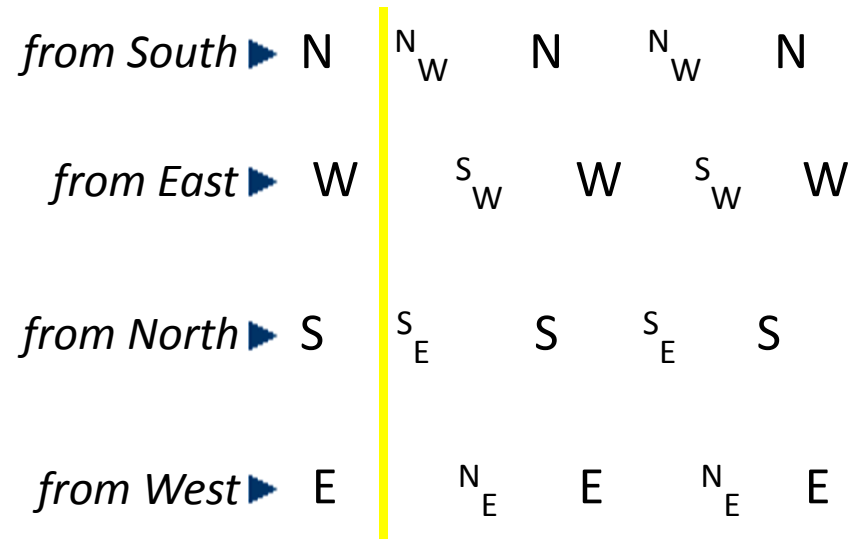 from South N N W N N W N
from East W S W W S W W
from North S S E S S E S
from West E N E E N E E